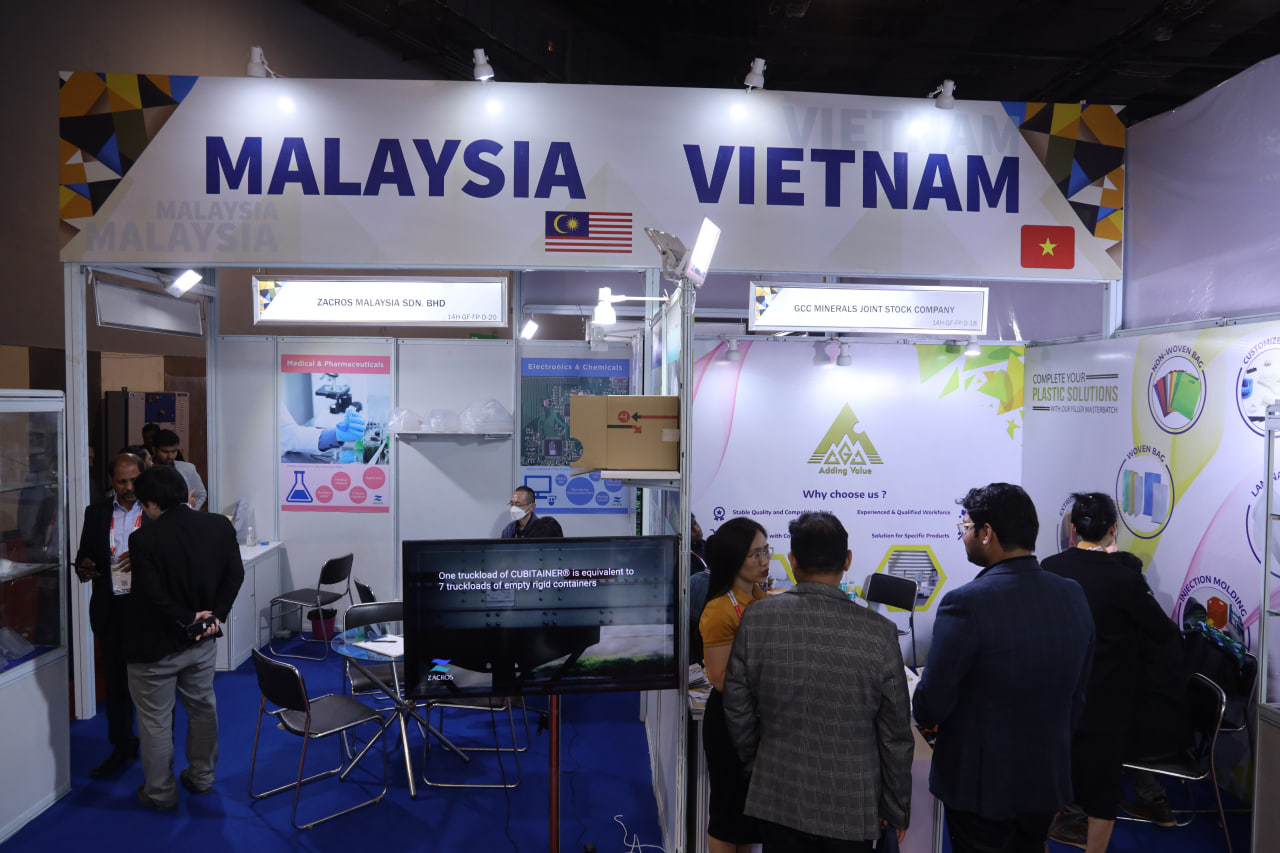 MALAYSIA
VIETNAM
VIETNAM
MALAYSIA
MALAYSIA
ZACROS MALAYSIA SDN. BHD
14H-GF-FP-D-20
GCC MINERALS JOINT STOCK COMPANY
14H-GF-FP-D-18
Medical & Pharmaceuticals
Electronics & Chemicals
AGA
Adding Value
Why choose us ?
Stable Quality and Competitive Price
Experienced & Qualified Workforce
Solution for Specific Products
COMPLETE YOUR
PLASTIC SOLUTIONS
WITH OUR FILLER MASTERBATCH
NON-WOVEN BAG
WOVEN BAG
INJECTION MOLDING
One truckload of CUBITAINER® is equivalent to
7 truckloads of empty rigid containers
ZACROS